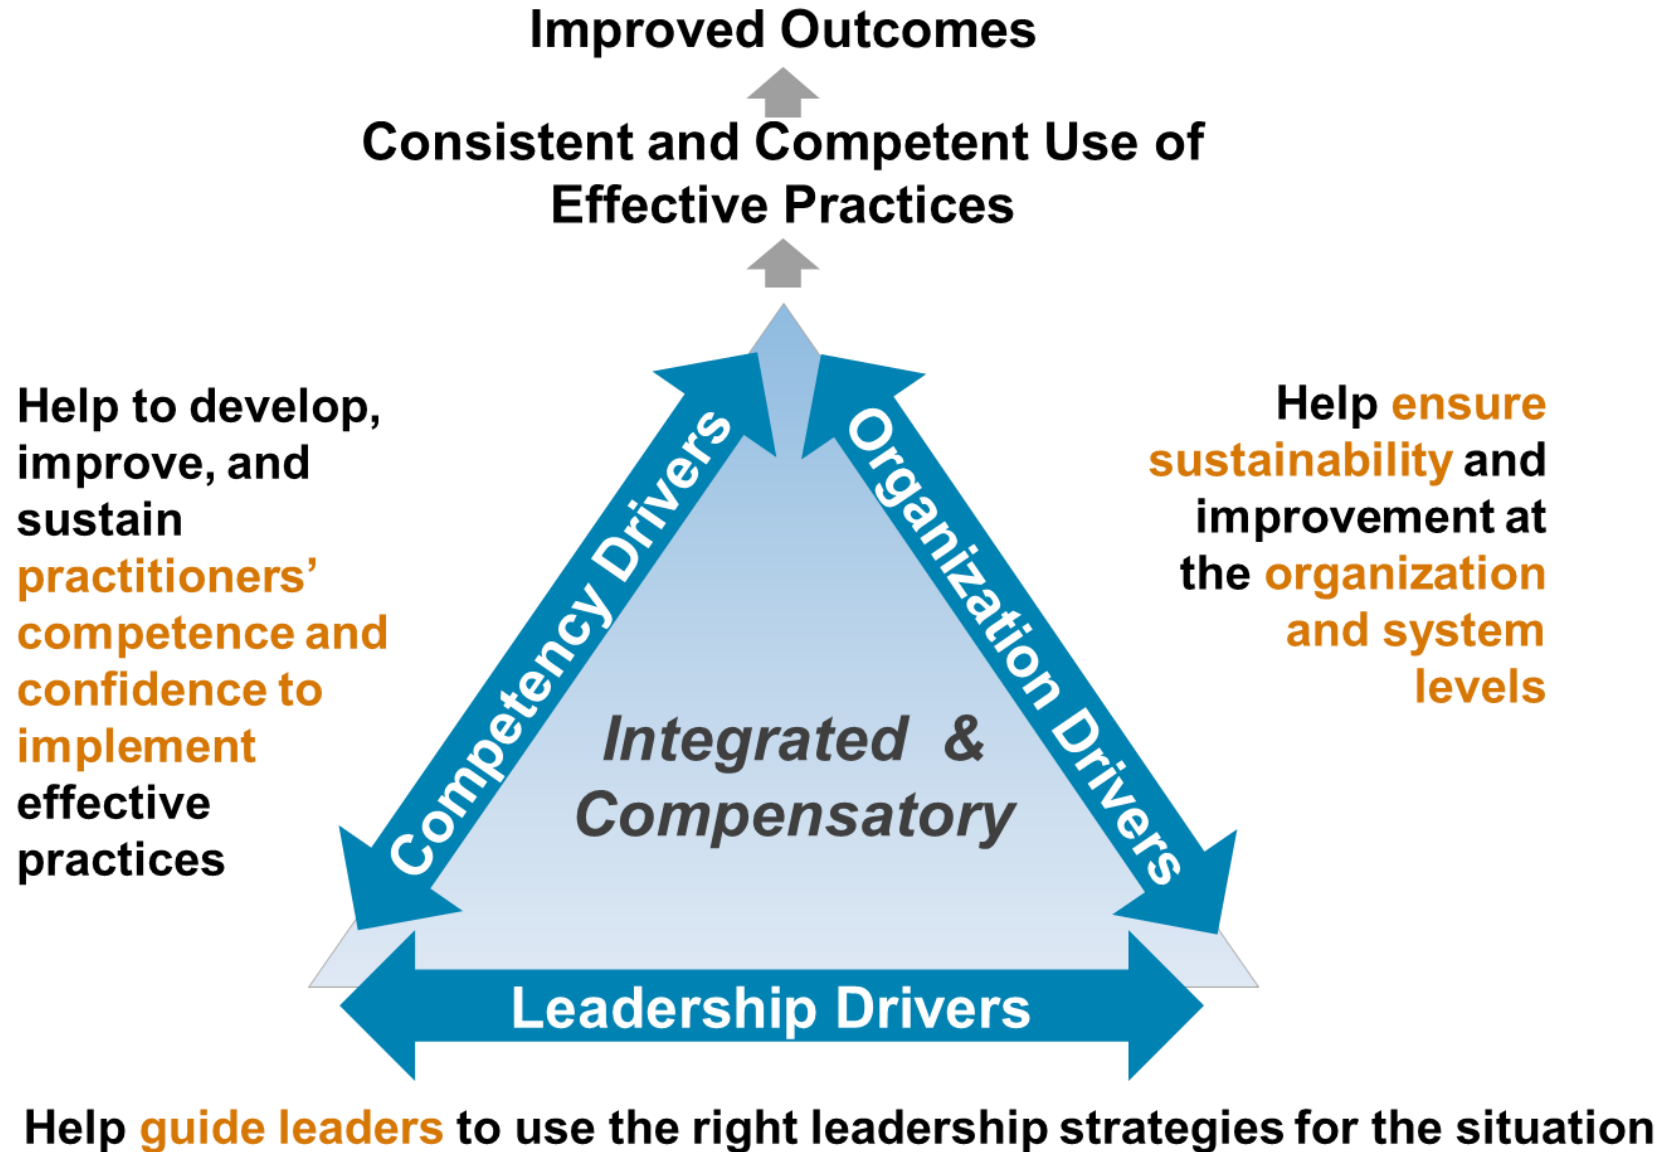 Improved Outcomes
Consistent and Competent Use of
Effective Practices
Help to develop,
improve, and
sustain
practitioners’
competence and
confidence to
implement
effective
practices
Competency Drivers
Organization Drivers
Help ensure
sustainability and
improvement at
the organization
and system
levels
Integrated &
Compensatory
Leadership Drivers
Help guide leaders to use the right leadership strategies for the situation